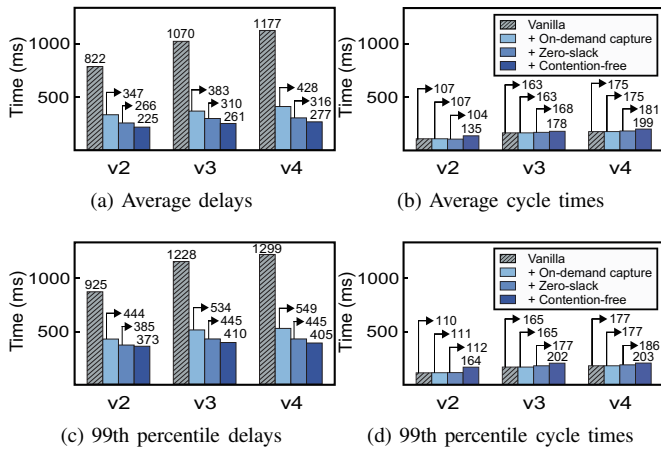 Time (ms)
1000
500
822
347
266
225
1070
383
310
261
1177
428
316
277
v2
v3
v4
(a) Average delays
Time (ms)
1000
500
Vanilla
+ On-demand capture
+ Zero-slack
+ Contention-free
107
107
104
135
163
163
168
178
175
175
181
199
v2
v3
v4
(b) Average cycle times
Time (ms)
1000
500
925
444
385
373
1228
534
445
410
1299
549
445
405
v2
v3
v4
(c) 99th percentile delays
Time (ms)
1000
500
Vanilla
+ On-demand capture
+ Zero-slack
+ Contention-free
110
111
112
164
165
165
177
202
177
177
186
203
v2
v3
v4
(d) 99th percentile cycle times